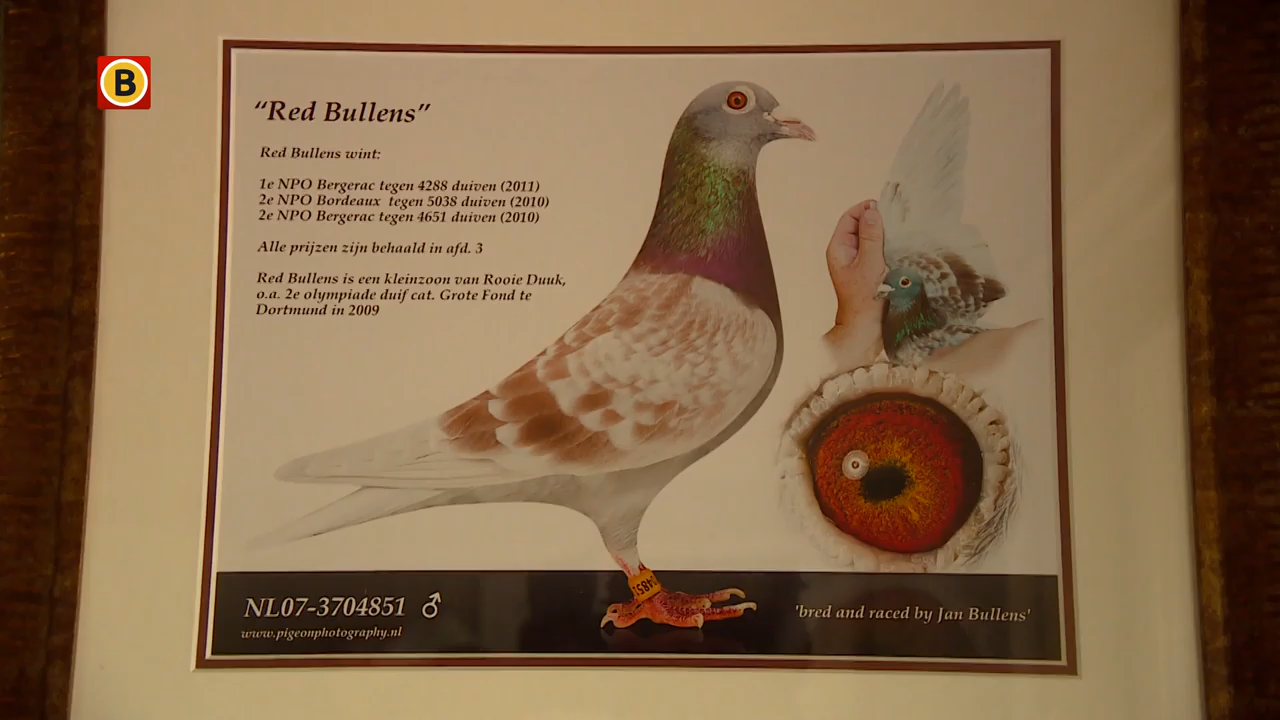 B
“Red Bullens”
Red Bullens wint:
1e NPO Bergerac tegen 4288 duiven (2011)
2e NPO Bordeaux tegen 5038 duiven (2010)
2e NPO Bergerac tegen 4651 duiven (2010)
Alle prijzen zijn behaald in afd. 3
Red Bullens is een kleinzoon van Rooie Duuk,
o.a. 2e olympiade duif cat. Grote Fond te
Dortmund in 2009
04851
NL07-3704851 ♂
www.pigeonphotography.nl
'bred and raced by Jan Bullens'